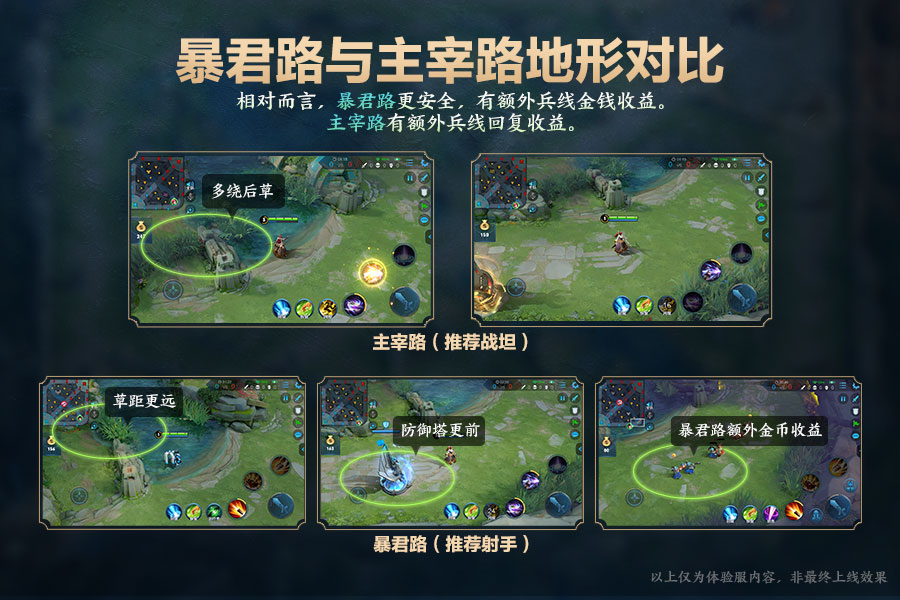 暴君路与主宰路地形对比
相对而言，暴君路更安全，有额外兵线金钱收益。
主宰路有额外兵线回复收益。
多绕后草
主宰路（推荐战坦）
草距更远
防御塔更前
暴君路额外金币收益
暴君路（推荐射手）
以上仅为体验服内容，非最终上线效果